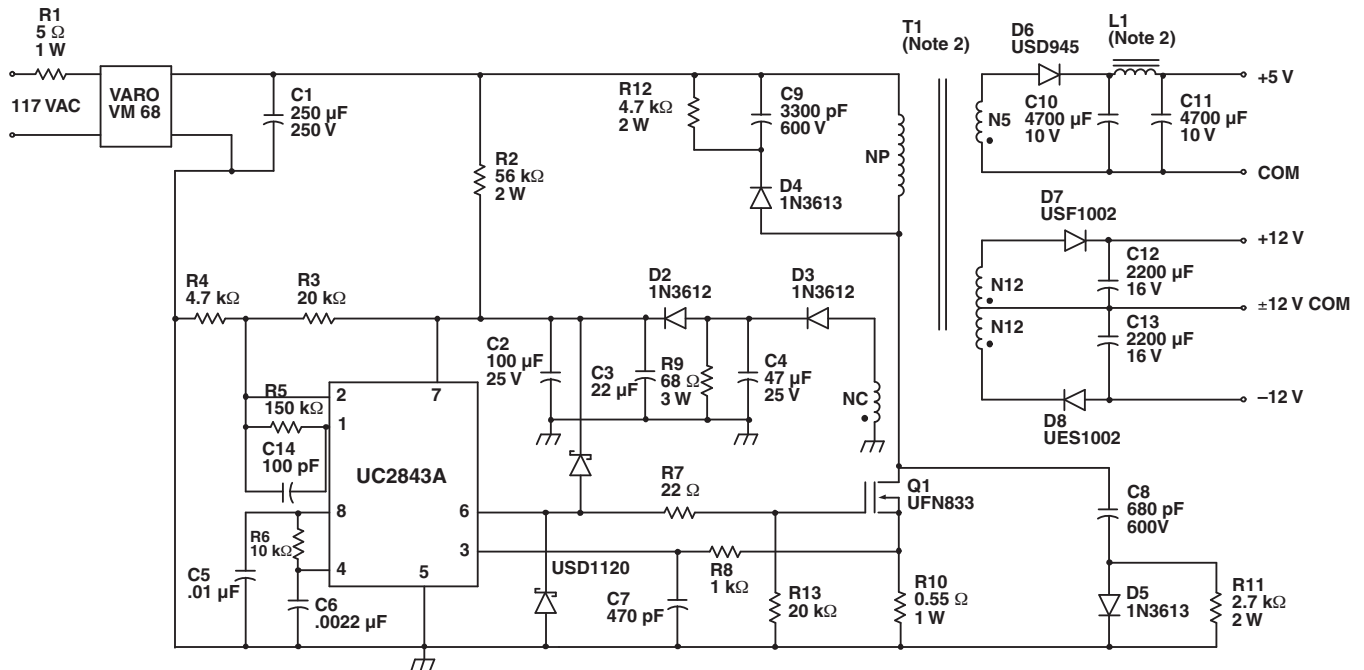 R1
5 Ω
1 W
117 VAC
VARO
VM 68
C1
250 µF
250 V
R2
56 kΩ
2 W
R12
4.7 kΩ
2 W
C9
3300 pF
600 V
D4
1N3613
NP
T1
(Note 2)
D6
USD945
L1
(Note 2)
N5
C10
4700 µF
10 V
C11
4700 µF
10 V
+5 V
COM
D7
USF1002
N12
N12
C12
2200 µF
16 V
C13
2200 µF
16 V
+12 V
±12 V COM
–12 V
D8
UES1002
R4
4.7 kΩ
R3
20 kΩ
D2
1N3612
D3
1N3612
C2
100 µF
25 V
C3
22 µF
R9
68 Ω
3 W
C4
47 µF
25 V
NC
R5
150 kΩ
C14
100 pF
2
1
7
UC2843A
8
4
5
6
3
R6
10 kΩ
C5
.01 µF
C6
.0022 µF
USD1120
R7
22 Ω
Q1
UFN833
C7
470 pF
R8
1 kΩ
R13
20 kΩ
R10
0.55 Ω
1 W
C8
680 pF
600V
D5
1N3613
R11
2.7 kΩ
2 W